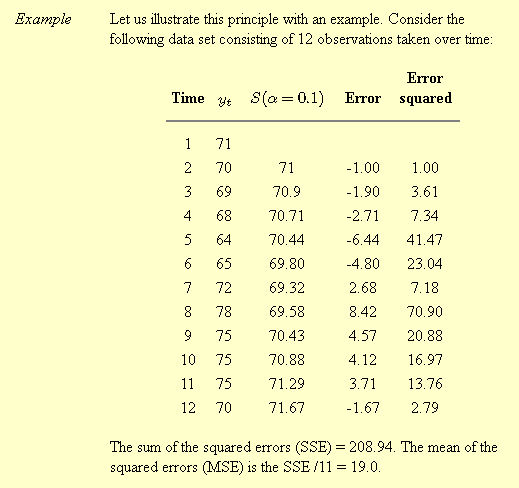 Example Let us illustrate this principle with an example. Consider the
following data set consisting of 12 observations taken over time:
Error
Time yt S(α = 0.1) Error squared
1 71
2 70 71 -1.00 1.00
3 69 70.9 -1.90 3.61
4 68 70.71 -2.71 7.34
5 64 70.44 -6.44 41.47
6 65 69.80 -4.80 23.04
7 72 69.32 2.68 7.18
8 78 69.58 8.42 70.90
9 75 70.43 4.57 20.88
10 75 70.88 4.12 16.97
11 75 71.29 3.71 13.76
12 70 71.67 -1.67 2.79
The sum of the squared errors (SSE) = 208.94. The mean of the
squared errors (MSE) is the SSE /11 = 19.0.